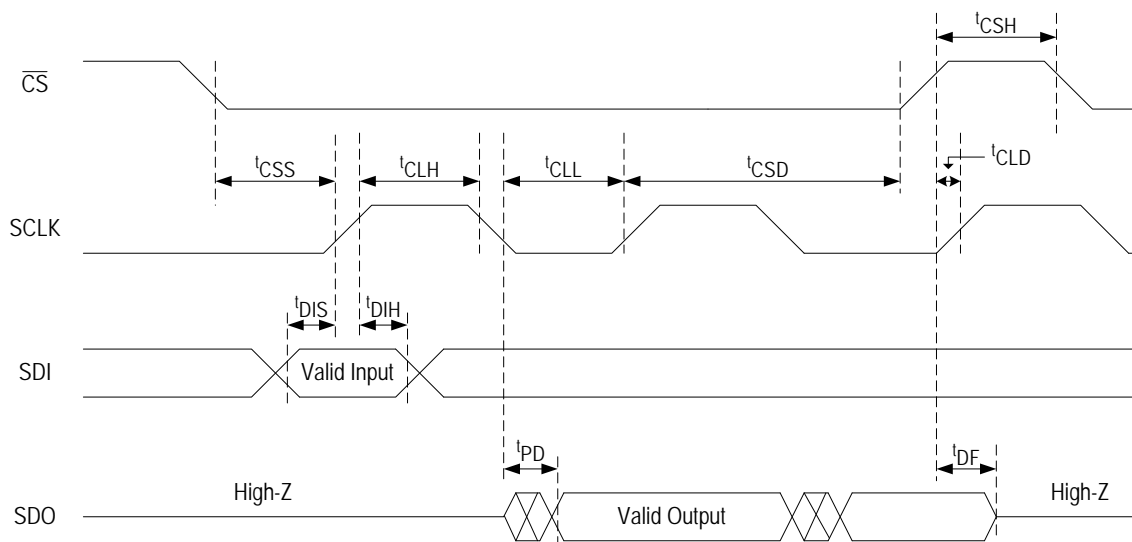 tCSH
CS
tCLD
tCSS
tCLH
tCLL
tCSD
SCLK
tDIS
tDIH
SDI
Valid Input
tPD
tDF
High-Z
High-Z
SDO
Valid Output